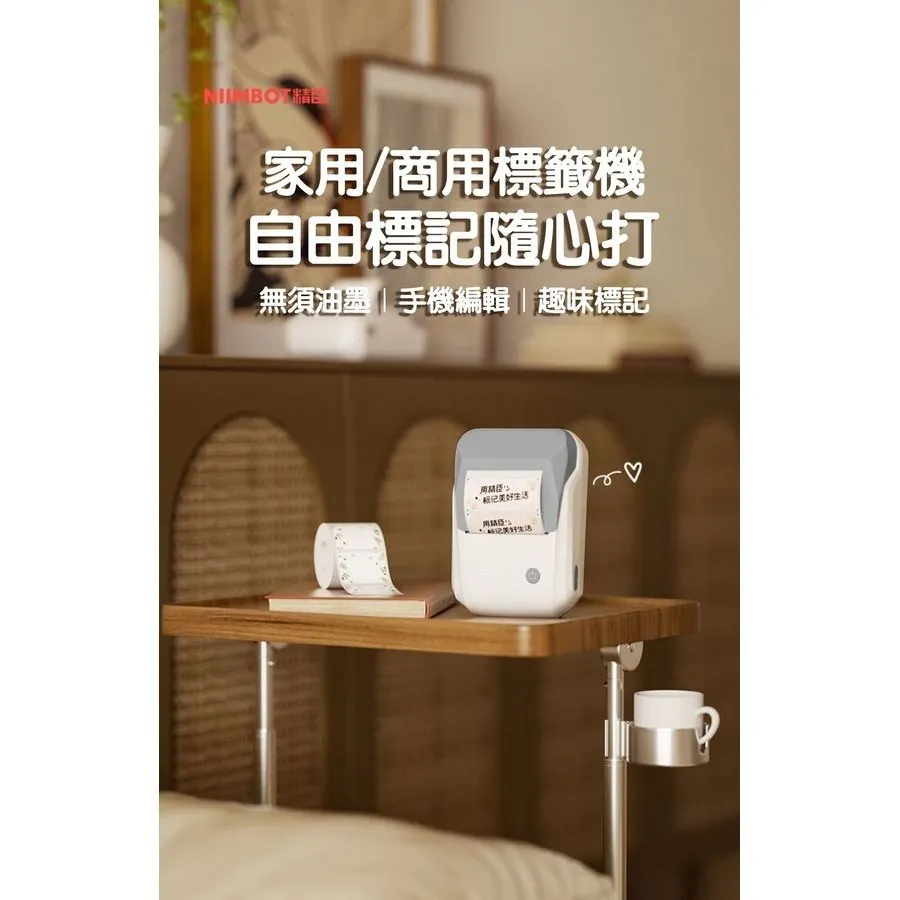 NIIMBOT精臣
家用/商用標籤機
自由標記隨心打
無須油墨|手機編輯|趣味標記
用精臣
标记美好生活
用精臣
标记美好生活